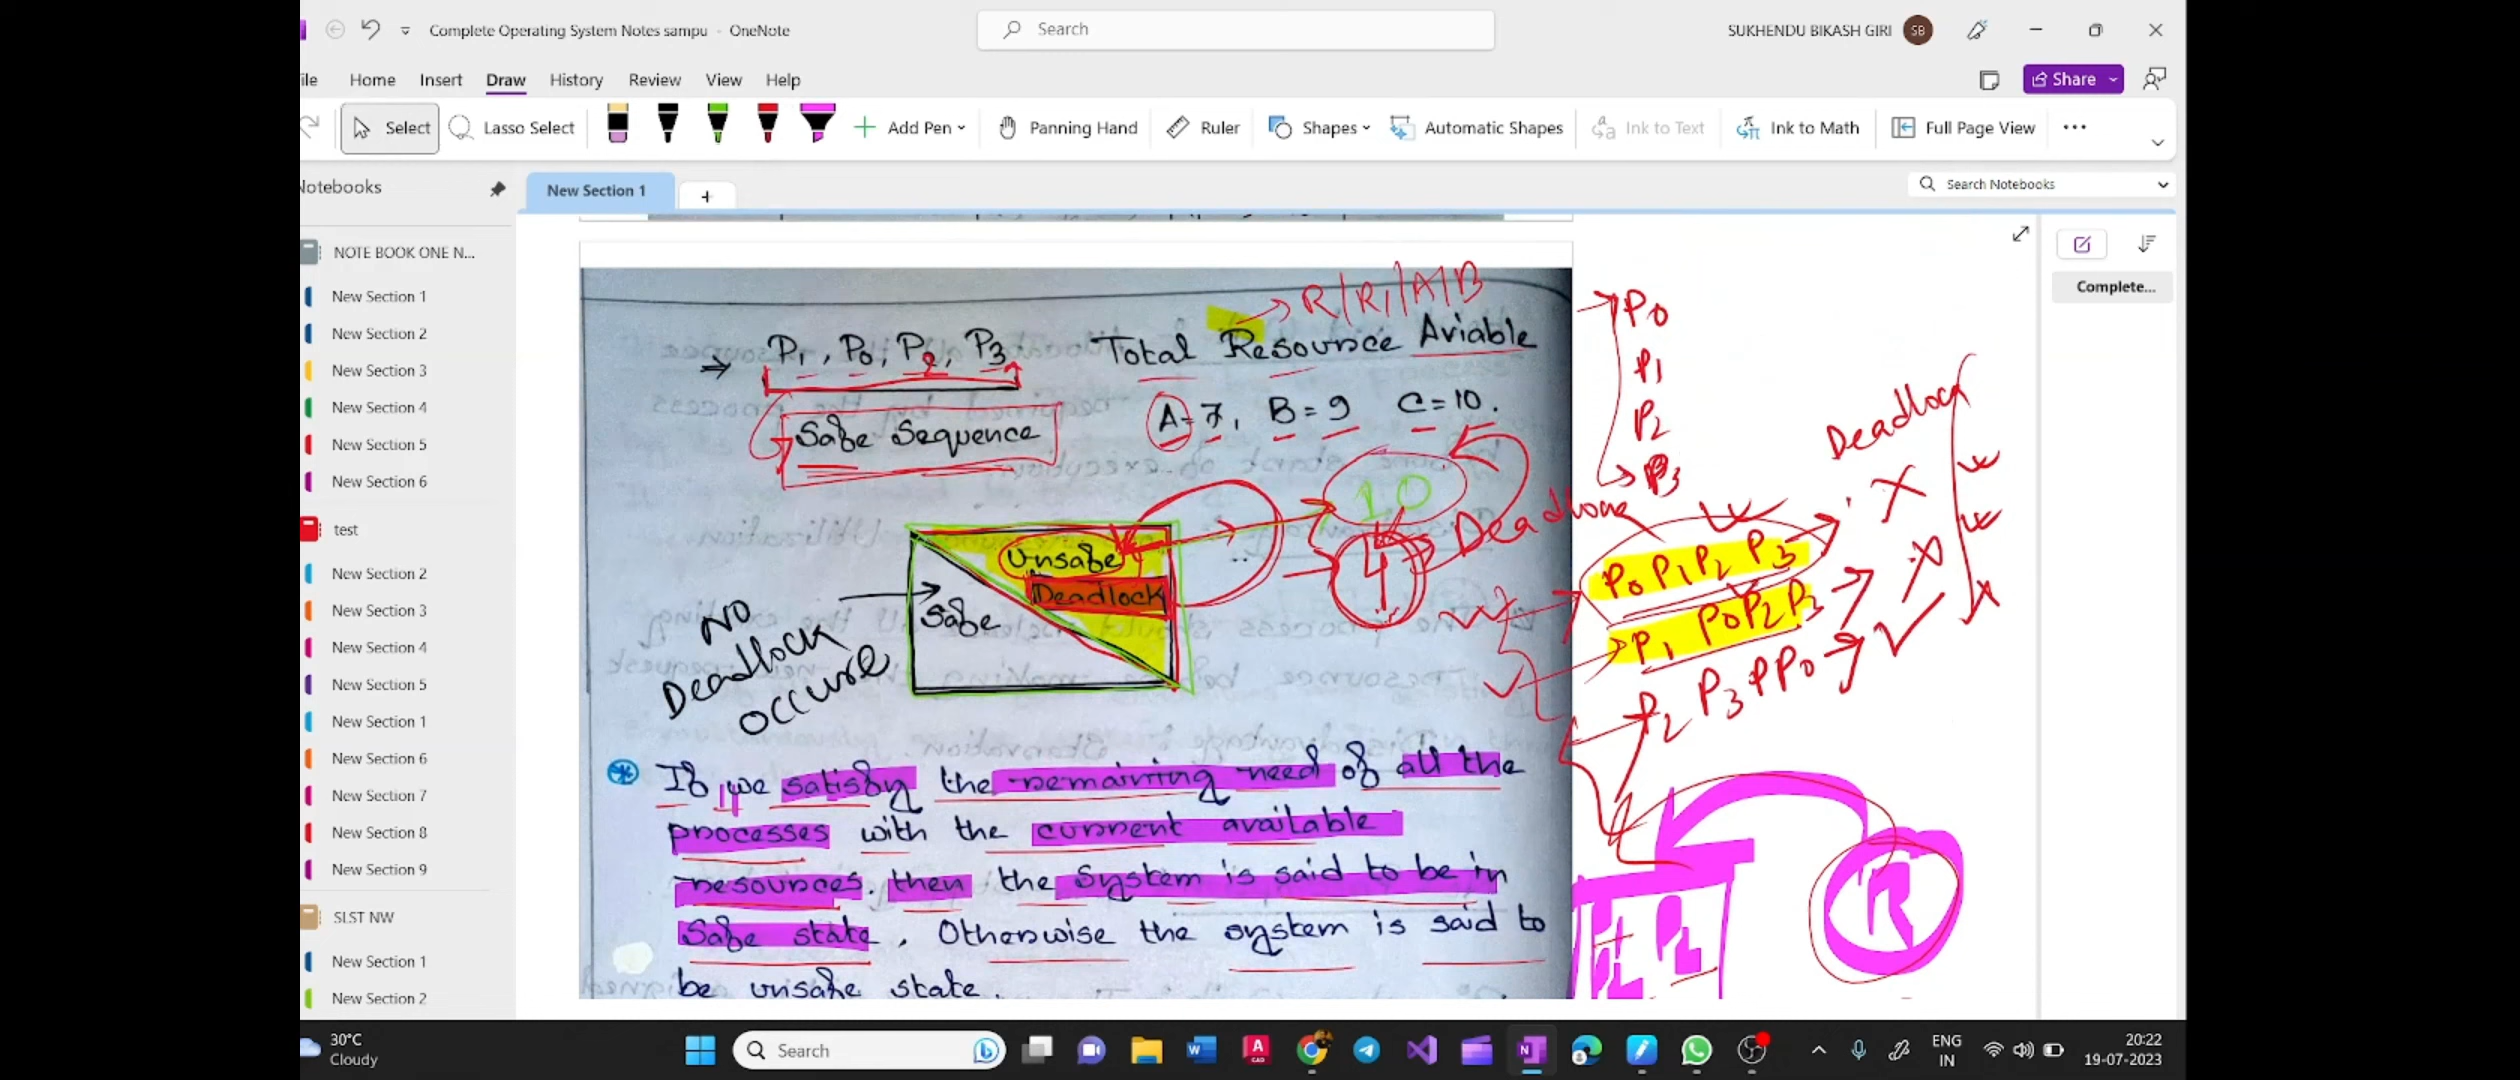 Complete Operating System Notes sampu - OneNote
Search
SUKHENDU BIKASH GIRI
SB
ile
Home
Insert
Draw
History
Review
View
Help
Share
Select
Lasso Select
Add Pen
Panning Hand
Ruler
Shapes
Automatic Shapes
Ink to Text
Ink to Math
Full Page View
Notebooks
New Section 1
+
Search Notebooks
NOTE BOOK ONE N...
New Section 1
New Section 2
New Section 3
New Section 4
New Section 5
New Section 6
test
New Section 2
New Section 3
New Section 4
New Section 5
New Section 1
New Section 6
New Section 7
New Section 8
New Section 9
SLST NW
New Section 1
New Section 2
Complete...
R/R1/A/B
P1, P0, P2, P3 Total Resource Aviable
Safe Sequence
A=7, B=9 C=10.
10
Unsafe
Deadlock
Safe
4
Deadlock
NO
Deadlock
occure
If we satisfy the remaining need of all the
processes with the current available
resources. then the system is said to be in
Safe state. Otherwise the system is said to
be unsafe state.
P0
P1
P2
P3
Deadlock
P0 P1 P2 P3
P1 P0 P2 P3
P2 P3 P P0
R
30°C
Cloudy
Search
ENG
IN
20:22
19-07-2023